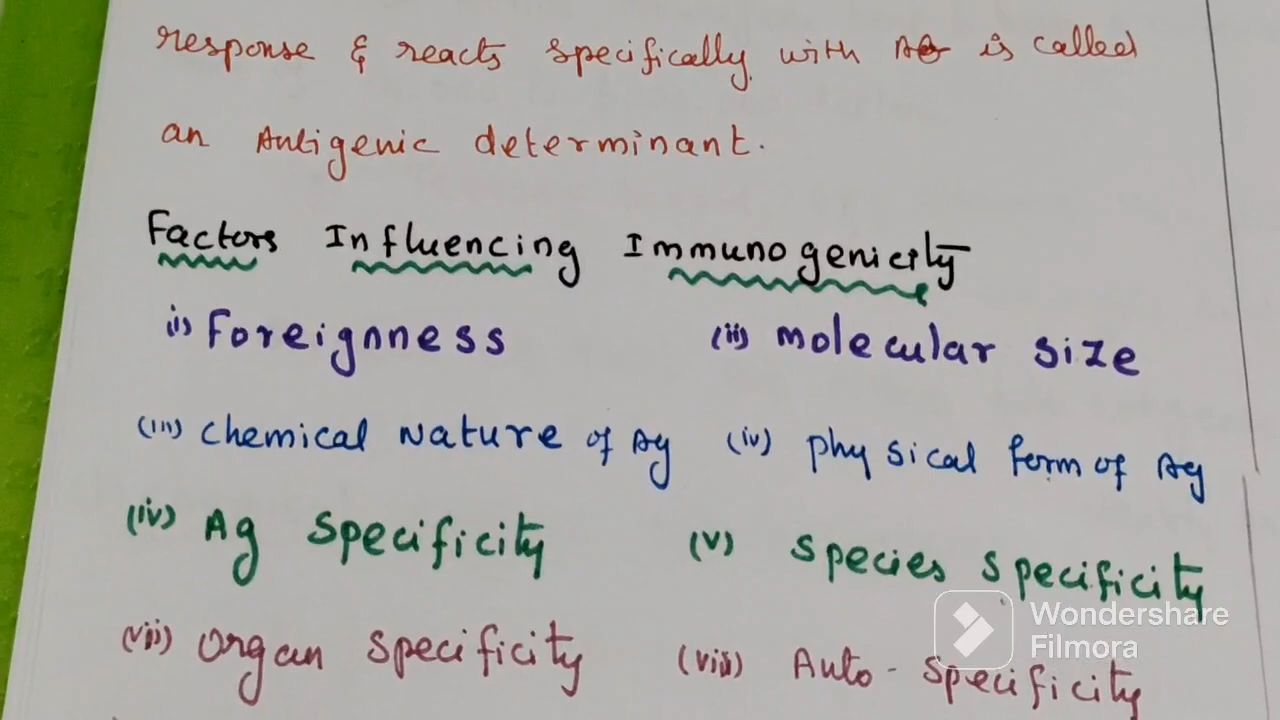 response & reacts specifically with Ab is called
an Antigenic determinant.
Factors Influencing Immunogenicity
(i) Foreignness (ii) molecular size
(iii) chemical Nature of Ag (iv) physical form of Ag
(iv) Ag specificity (v) species specificity
(vii) organ specificity (viii) Auto-specificity
Wondershare
Filmora